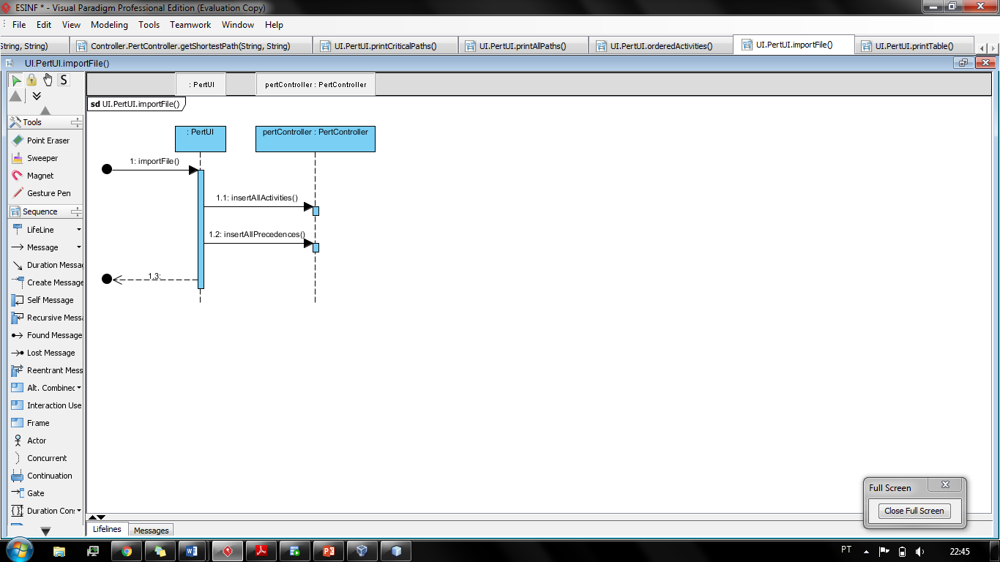 ESINF * - Visual Paradigm Professional Edition (Evaluation Copy)
File Edit View Modeling Tools Teamwork Window Help
String, String) Controller.PertController.getShortestPath(String, String) UI.PertUI.printCriticalPaths() UI.PertUI.printAllPaths() UI.PertUI.orderedActivities() UI.PertUI.importFile() UI.PertUI.printTable()
UI.PertUI.importFile()
S
: PertUI pertController : PertController
sd UI.PertUI.importFile()
Tools
Point Eraser
Sweeper
Magnet
Gesture Pen
Sequence
LifeLine
Message
Duration Messa
Create Message
Self Message
Recursive Messa
Found Message
Lost Message
Reentrant Mess
Alt. Combinec
Interaction Use
Frame
Actor
Concurrent
Continuation
Gate
Duration Con:
: PertUI pertController : PertController
1: importFile()
1.1: insertAllActivities()
1.2: insertAllPrecedences()
1.3:
Full Screen
Close Full Screen
Lifelines Messages
PT 22:45